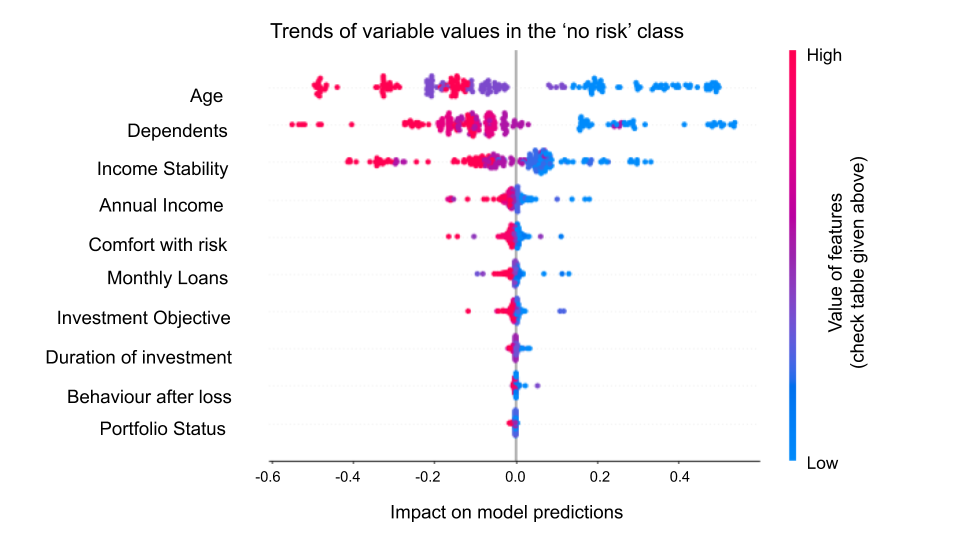 Trends of variable values in the ‘no risk’ class
High
Age
Dependents
Income Stability
Annual Income
Comfort with risk
Monthly Loans
Investment Objective
Duration of investment
Behaviour after loss
Portfolio Status
Value of features
(check table given above)
Low
-0.6
-0.4
-0.2
0.0
0.2
0.4
Impact on model predictions